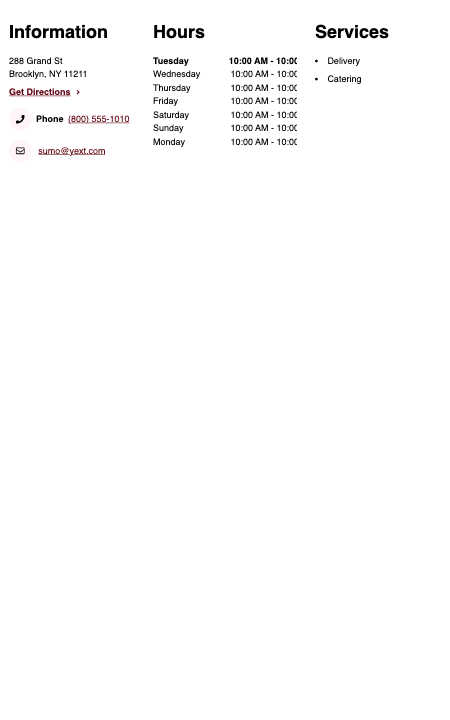 Information
288 Grand St
Brooklyn, NY 11211
Get Directions
Phone (800) 555-1010
sumo@yext.com
Hours
Tuesday 10:00 AM - 10:00
Wednesday 10:00 AM - 10:00
Thursday 10:00 AM - 10:00
Friday 10:00 AM - 10:00
Saturday 10:00 AM - 10:00
Sunday 10:00 AM - 10:00
Monday 10:00 AM - 10:00
Services
• Delivery
• Catering